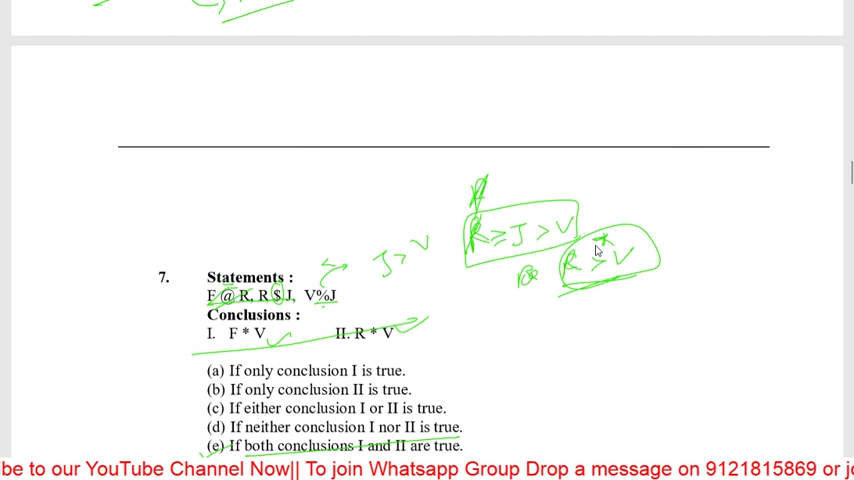 R ≥ J > V
J > V
*
R > V
7. Statements :
F @ R, R $ J, V%J
Conclusions :
I. F * V II. R * V
(a) If only conclusion I is true.
(b) If only conclusion II is true.
(c) If either conclusion I or II is true.
(d) If neither conclusion I nor II is true.
(e) If both conclusions I and II are true.
be to our YouTube Channel Now|| To join Whatsapp Group Drop a message on 9121815869 or jo